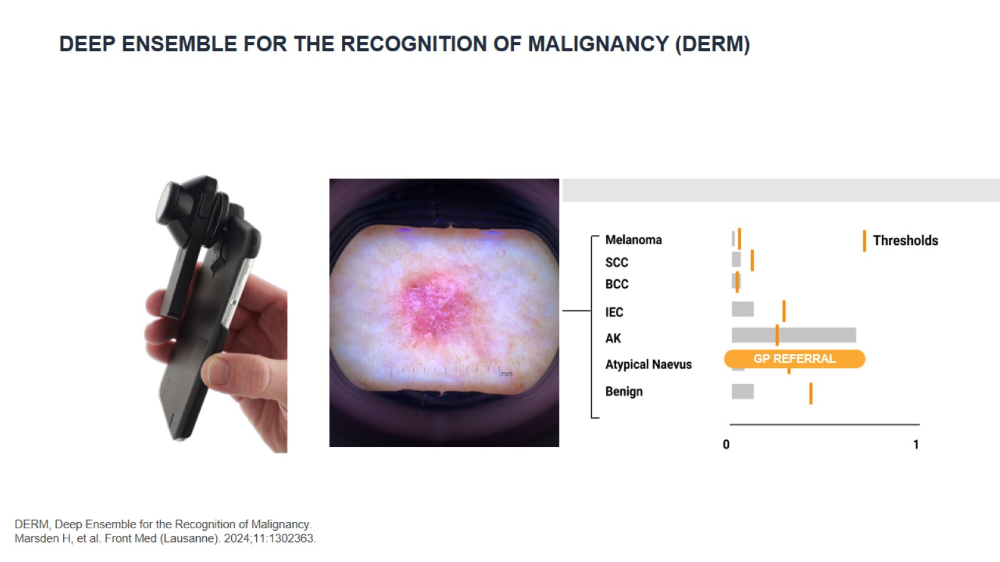 DEEP ENSEMBLE FOR THE RECOGNITION OF MALIGNANCY (DERM)
mm
Melanoma
SCC
BCC
IEC
AK
Atypical Naevus
Benign
Thresholds
GP REFERRAL
0 1
DERM, Deep Ensemble for the Recognition of Malignancy.
Marsden H, et al. Front Med (Lausanne). 2024;11:1302363.